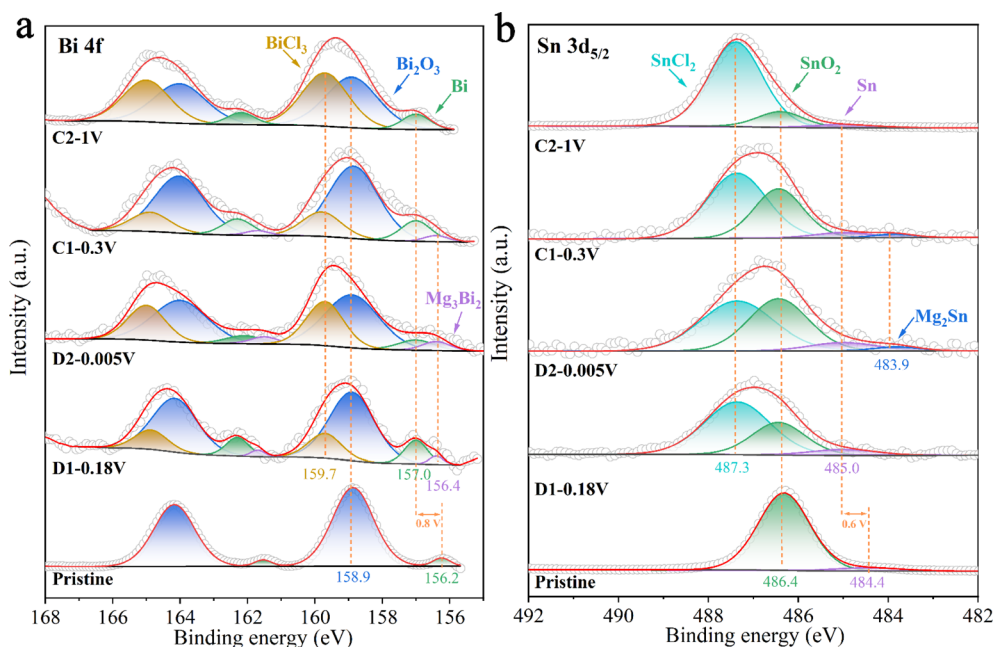 a
Bi 4f
BiCl₃
Bi₂O₃
Bi
C2-1V
C1-0.3V
Mg₃Bi₂
D2-0.005V
D1-0.18V
159.7
157.0
156.4
0.8 V
Pristine
158.9
156.2
168 166 164 162 160 158 156
Binding energy (eV)
Intensity (a.u.)
b
Sn 3d₅/₂
SnCl₂
SnO₂
Sn
C2-1V
C1-0.3V
Mg₂Sn
D2-0.005V
483.9
487.3
485.0
D1-0.18V
0.6 V
Pristine
486.4
484.4
492 490 488 486 484 482
Binding energy (eV)
Intensity (a.u.)